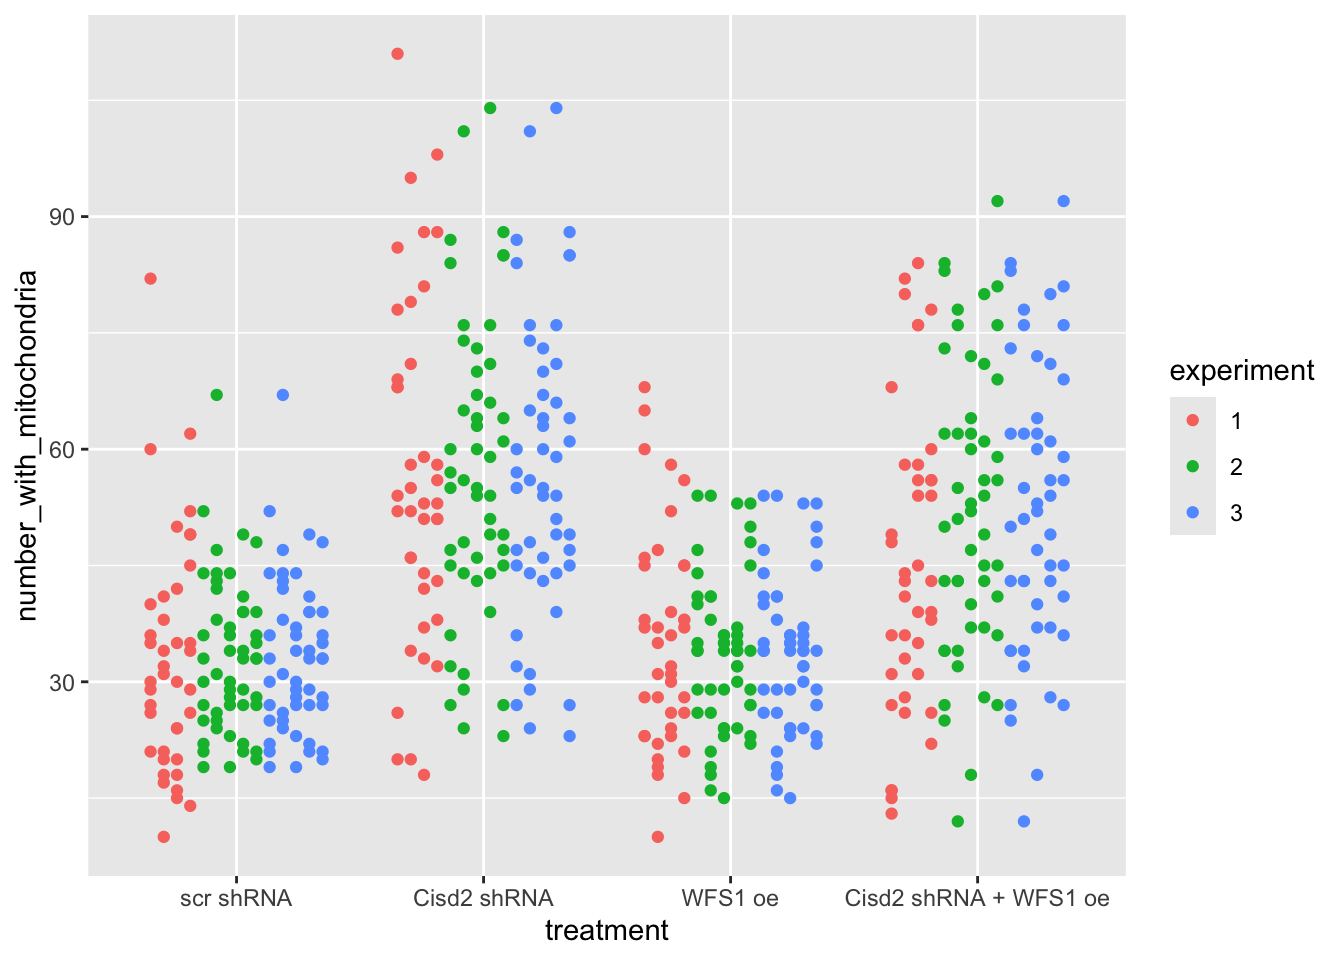 number_with_mitochondria
90
60
30
scr shRNA
Cisd2 shRNA
WFS1 oe
Cisd2 shRNA + WFS1 oe
treatment
experiment
1
2
3